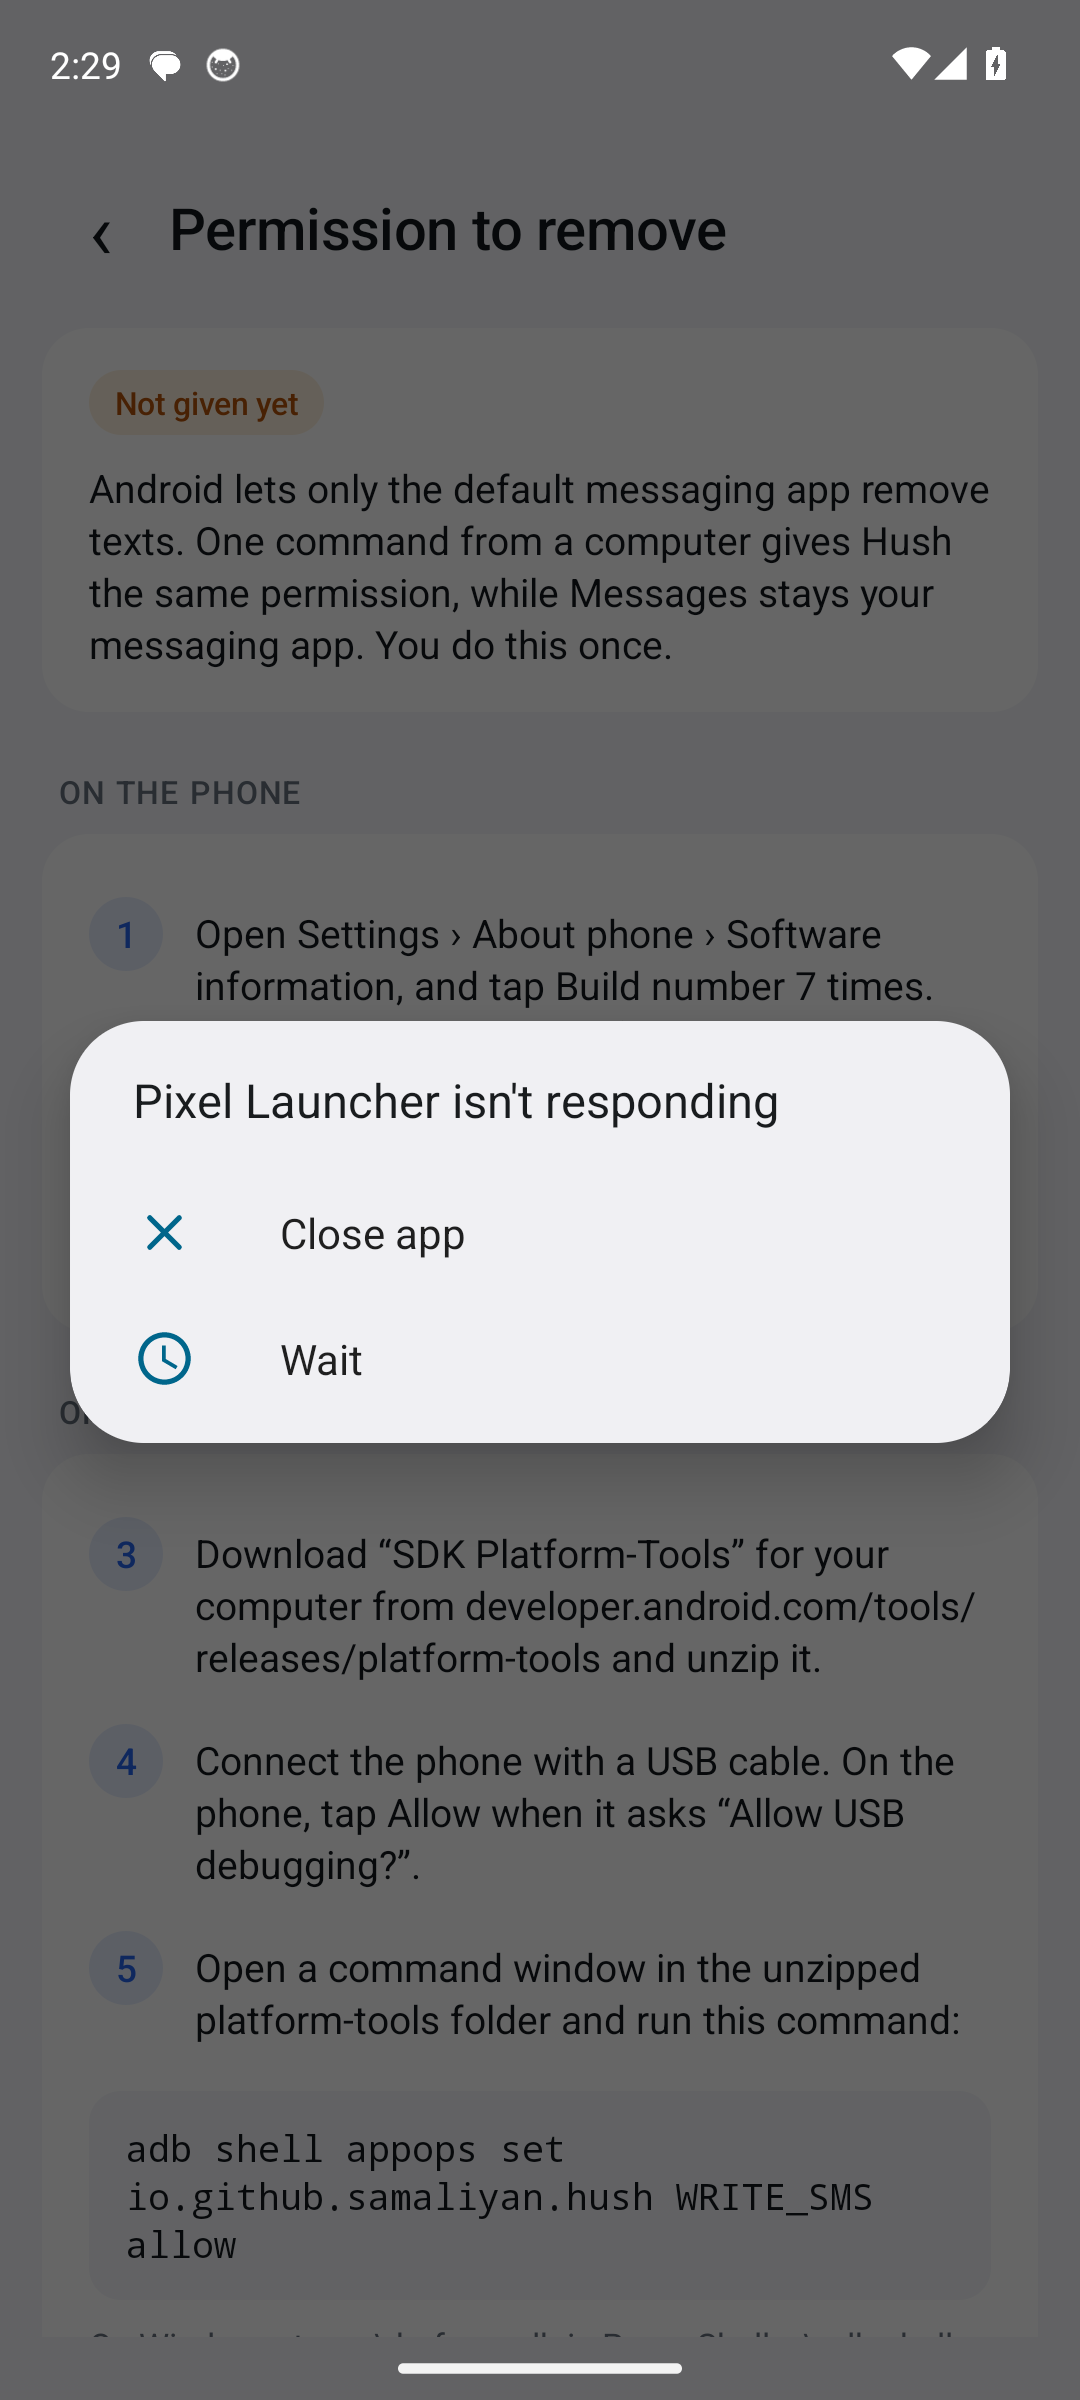 2:29
‹ Permission to remove
Not given yet
Android lets only the default messaging app remove
texts. One command from a computer gives Hush
the same permission, while Messages stays your
messaging app. You do this once.
ON THE PHONE
1 Open Settings › About phone › Software
information, and tap Build number 7 times.
Pixel Launcher isn't responding
Close app
Wait
3 Download “SDK Platform-Tools” for your
computer from developer.android.com/tools/
releases/platform-tools and unzip it.
4 Connect the phone with a USB cable. On the
phone, tap Allow when it asks “Allow USB
debugging?”.
5 Open a command window in the unzipped
platform-tools folder and run this command:
adb shell appops set
io.github.samaliyan.hush WRITE_SMS
allow